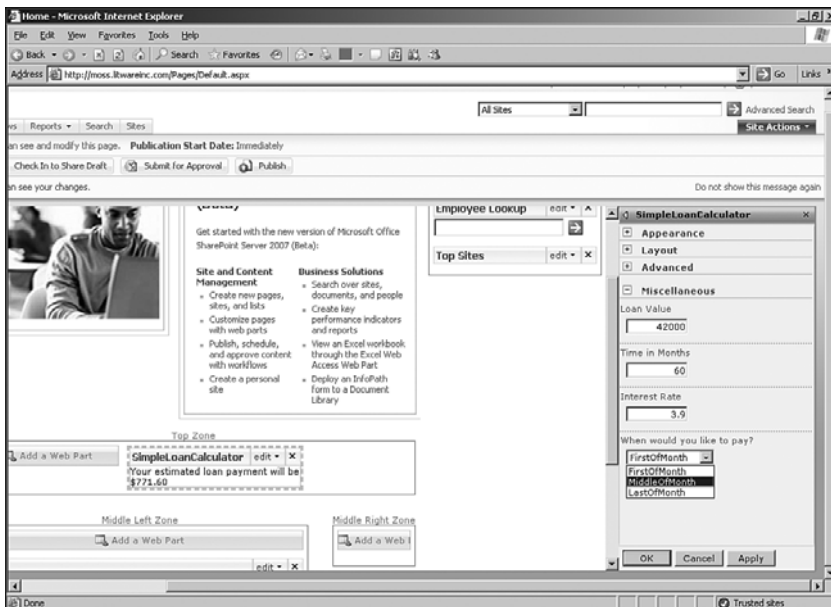 Home - Microsoft Internet Explorer
File Edit View Favorites Tools Help
Back Search Favorites
Address http://moss.litwareinc.com/Pages/Default.aspx Go Links
All Sites Advanced Search
ws Reports Search Sites Site Actions
an see and modify this page. Publication Start Date: Immediately
Check In to Share Draft Submit for Approval Publish
n see your changes. Do not show this message again
(Beta)
Get started with the new
version of Microsoft Office
SharePoint Server 2007 (Beta):
Site and Content
Management
Create new pages,
sites, and lists
Customize pages
with web parts
Publish, schedule,
and approve content
with workflows
Create a personal
site
Business Solutions
Search over sites,
documents, and people
Create key
performance indicators
and reports
View an Excel workbook
through the Excel Web
Access Web Part
Deploy an InfoPath
form to a Document
Library
Employee Lookup edit
Top Sites edit
SimpleLoanCalculator
Appearance
Layout
Advanced
Miscellaneous
Loan Value
42000
Time in Months
60
Interest Rate
3.9
When would you like to pay?
FirstOfMonth
FirstOfMonth
MiddleOfMonth
LastOfMonth
OK Cancel Apply
Top Zone
Add a Web Part
SimpleLoanCalculator edit
Your estimated loan payment will be
$771.60
Middle Left Zone
Add a Web Part
edit
Middle Right Zone
Add a Web
Done Trusted sites